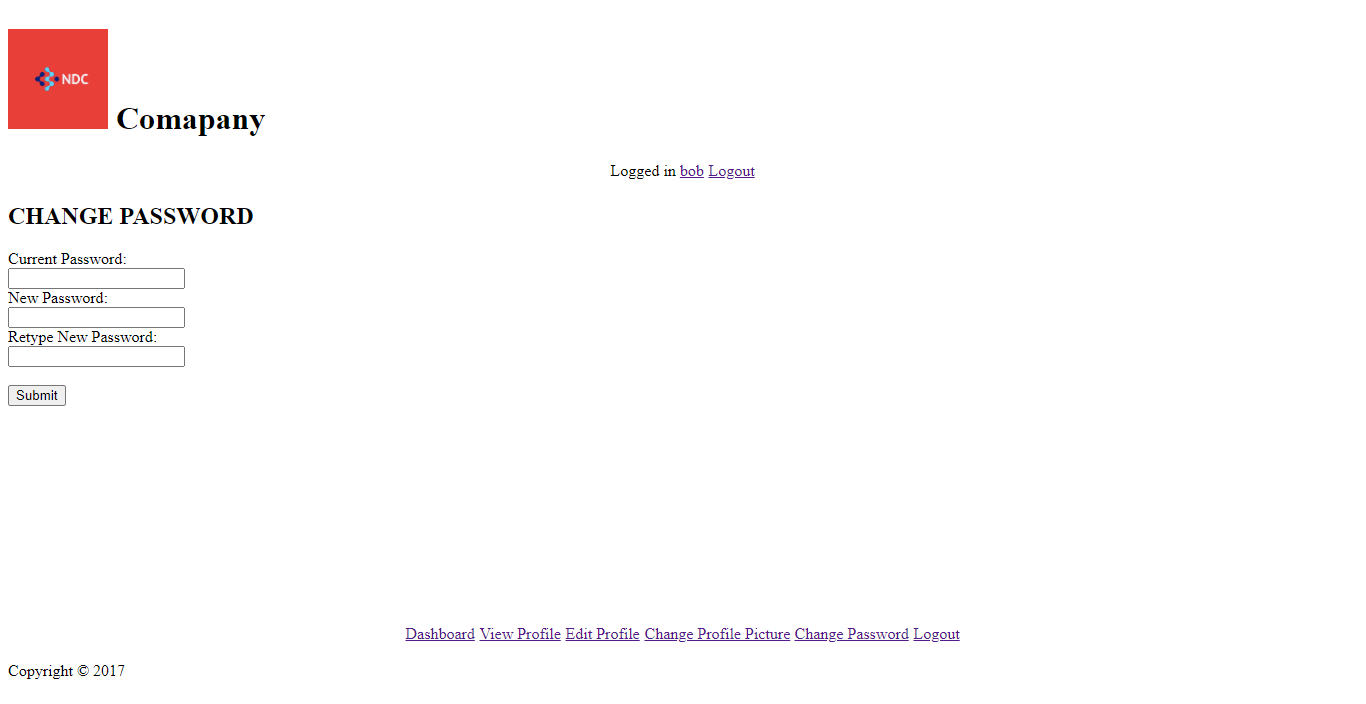 NDC
Comapany
Logged in bob Logout
CHANGE PASSWORD
Current Password:
New Password:
Retype New Password:
Submit
Dashboard View Profile Edit Profile Change Profile Picture Change Password Logout
Copyright © 2017